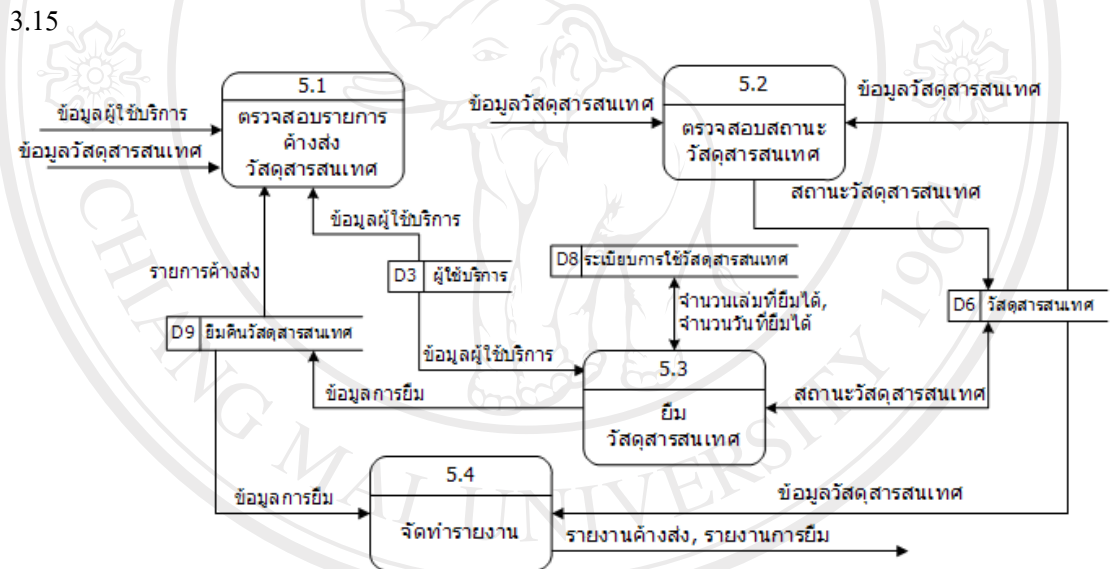 3.15
5.1
ตรวจสอบรายการ
ค้างส่ง
วัสดุสารสนเทศ
ข้อมูลผู้ใช้บริการ
ข้อมูลวัสดุสารสนเทศ
5.2
ตรวจสอบสถานะ
วัสดุสารสนเทศ
ข้อมูลวัสดุสารสนเทศ
ข้อมูลวัสดุสารสนเทศ
สถานะวัสดุสารสนเทศ
ข้อมูลผู้ใช้บริการ
รายการค้างส่ง
D3 ผู้ใช้บริการ
D8 ระเบียบการใช้วัสดุสารสนเทศ
จำนวนเล่มที่ยืมได้,
จำนวนวันที่ยืมได้
D6 วัสดุสารสนเทศ
D9 ยืมคืนวัสดุสารสนเทศ
ข้อมูลผู้ใช้บริการ
5.3
ยืม
วัสดุสารสนเทศ
ข้อมูลการยืม
สถานะวัสดุสารสนเทศ
5.4
จัดทำรายงาน
ข้อมูลการยืม
ข้อมูลวัสดุสารสนเทศ
รายงานค้างส่ง, รายงานการยืม
CHIANG MAI UNIVERSITY 1964